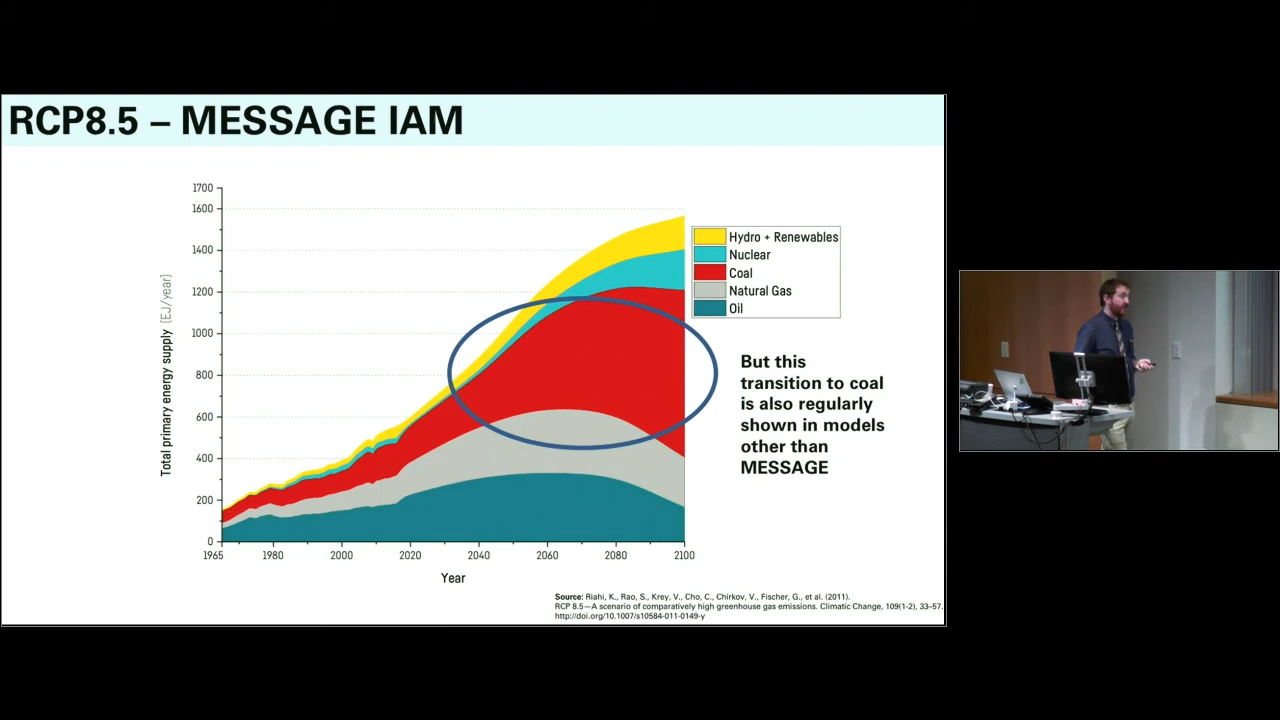 RCP8.5 – MESSAGE IAM
1700
1600
1400
1200
1000
800
600
400
200
0
Total primary energy supply [EJ/year]
1965
1980
2000
2020
2040
2060
2080
2100
Year
Hydro + Renewables
Nuclear
Coal
Natural Gas
Oil
But this
transition to coal
is also regularly
shown in models
other than
MESSAGE
Source: Riahi, K., Rao, S., Krey, V., Cho, C., Chirkov, V., Fischer, G., et al. (2011).
RCP 8.5—A scenario of comparatively high greenhouse gas emissions. Climatic Change, 109(1-2), 33–57.
http://doi.org/10.1007/s10584-011-0149-y